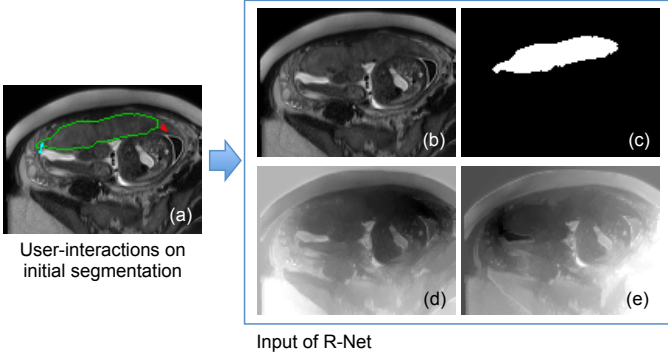 (a)
User-interactions on
initial segmentation
(b)
(c)
(d)
(e)
Input of R-Net